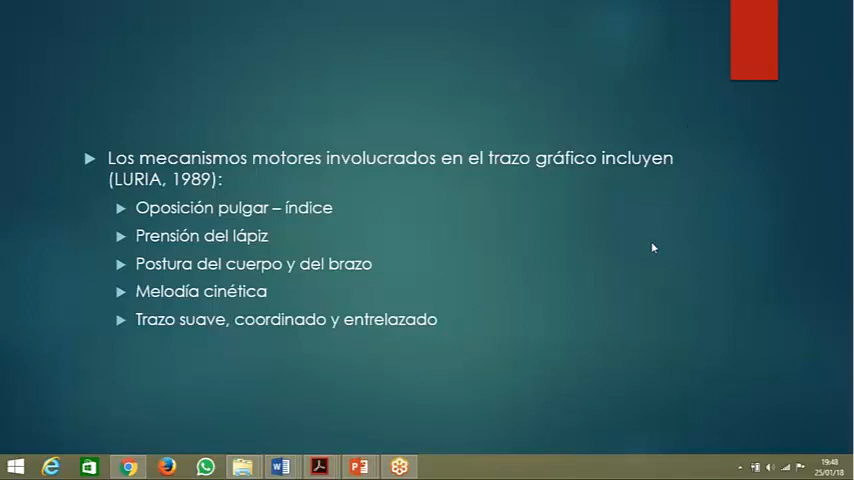 Los mecanismos motores involucrados en el trazo gráfico incluyen
(LURIA, 1989):
Oposición pulgar – índice
Prensión del lápiz
Postura del cuerpo y del brazo
Melodía cinética
Trazo suave, coordinado y entrelazado
19:48
25/01/18